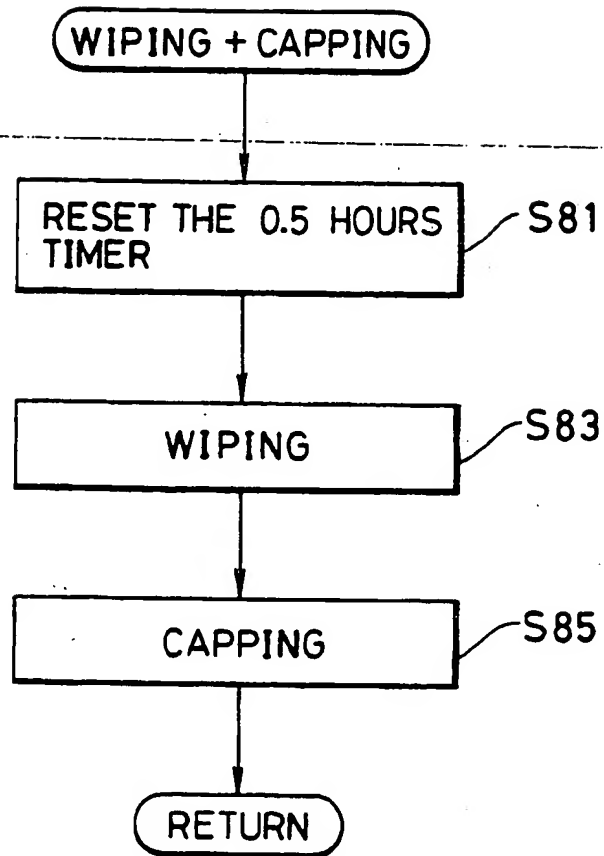 WIPING + CAPPING
RESET THE 0.5 HOURS
TIMER
S81
WIPING
S83
CAPPING
S85
RETURN